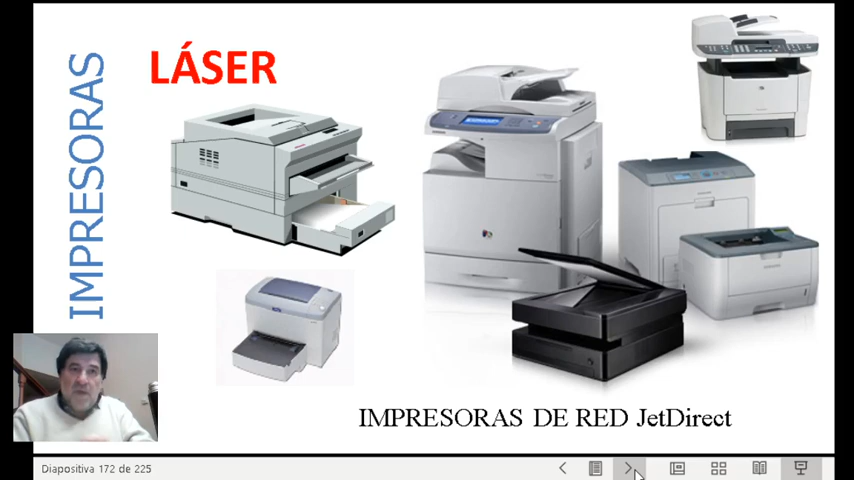 IMPRESORAS
LÁSER
IMPRESORAS DE RED JetDirect
Diapositiva 172 de 225